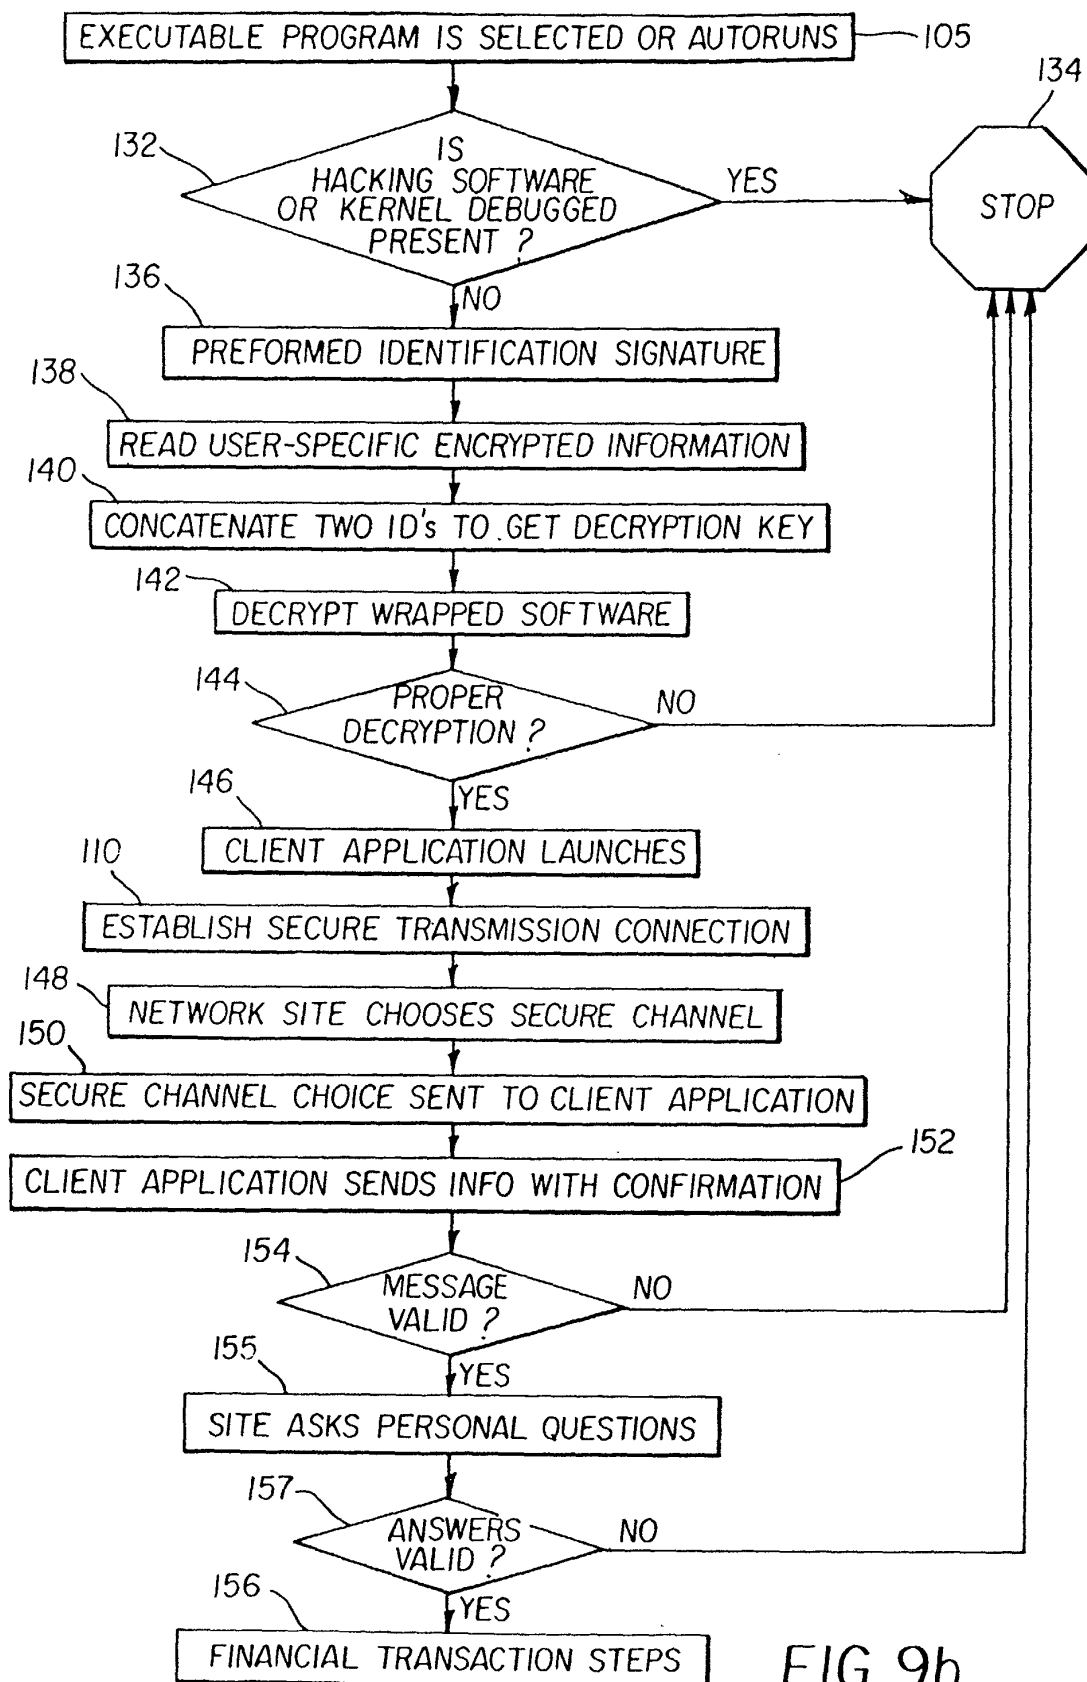 EXECUTABLE PROGRAM IS SELECTED OR AUTORUNS
105
134
132
IS
HACKING SOFTWARE
OR KERNEL DEBUGGED
PRESENT ?
YES
STOP
136
NO
PREFORMED IDENTIFICATION SIGNATURE
138
READ USER-SPECIFIC ENCRYPTED INFORMATION
140
CONCATENATE TWO ID's TO GET DECRYPTION KEY
142
DECRYPT WRAPPED SOFTWARE
144
PROPER
DECRYPTION ?
NO
146
YES
CLIENT APPLICATION LAUNCHES
110
ESTABLISH SECURE TRANSMISSION CONNECTION
148
NETWORK SITE CHOOSES SECURE CHANNEL
150
SECURE CHANNEL CHOICE SENT TO CLIENT APPLICATION
152
CLIENT APPLICATION SENDS INFO WITH CONFIRMATION
154
MESSAGE
VALID ?
NO
155
YES
SITE ASKS PERSONAL QUESTIONS
157
ANSWERS
VALID ?
NO
156
YES
FINANCIAL TRANSACTION STEPS
FIG. 9b